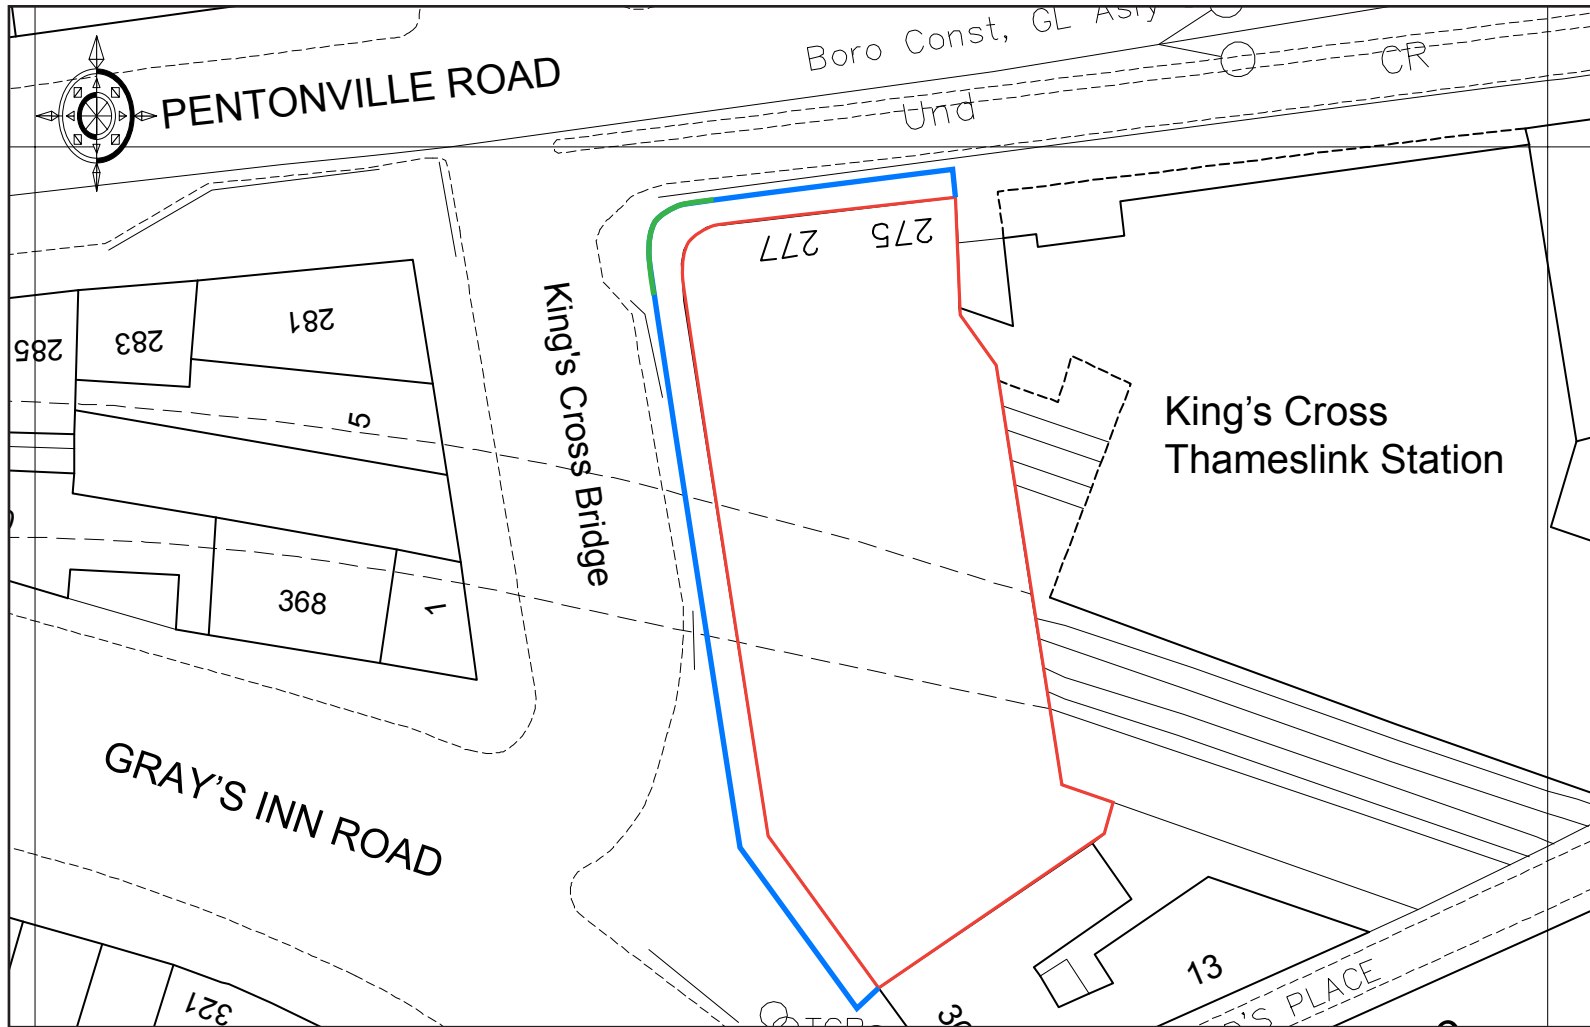 Boro Const, GL Asly
CR
PENTONVILLE ROAD
Und
277
275
281
283
285
King's Cross Bridge
5
King's Cross
Thameslink Station
368
1
GRAY'S INN ROAD
13
321